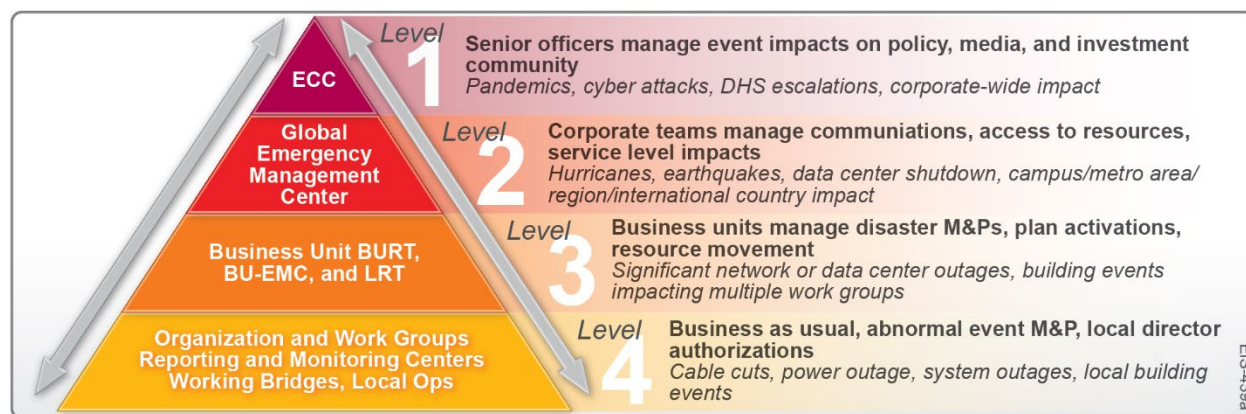 ECC
Level
1
Senior officers manage event impacts on policy, media, and investment
community
Pandemics, cyber attacks, DHS escalations, corporate-wide impact
Global
Emergency
Management
Center
Level
2
Corporate teams manage communiations, access to resources,
service level impacts
Hurricanes, earthquakes, data center shutdown, campus/metro area/
region/international country impact
Business Unit BURT,
BU-EMC, and LRT
Level
3
Business units manage disaster M&Ps, plan activations,
resource movement
Significant network or data center outages, building events
impacting multiple work groups
Organization and Work Groups
Reporting and Monitoring Centers
Working Bridges, Local Ops
Level
4
Business as usual, abnormal event M&P, local director
authorizations
Cable cuts, power outage, system outages, local building
events